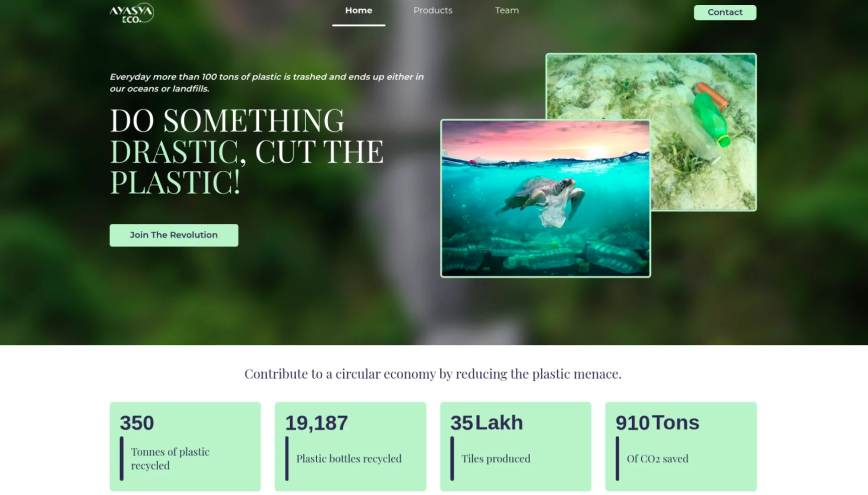 AYASYA
ECO.
Home
Products
Team
Contact
Everyday more than 100 tons of plastic is trashed and ends up either in
our oceans or landfills.
DO SOMETHING
DRASTIC, CUT THE
PLASTIC!
Join The Revolution
Contribute to a circular economy by reducing the plastic menace.
350
Tonnes of plastic
recycled
19,187
Plastic bottles recycled
35 Lakh
Tiles produced
910 Tons
Of CO2 saved